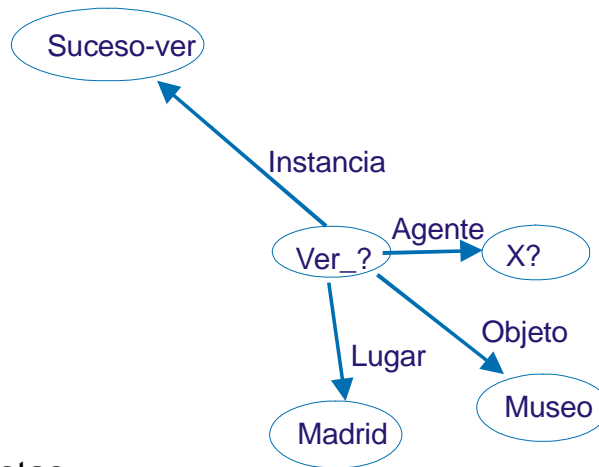 Suceso-ver
Instancia
Agente
Ver_?
X?
Objeto
Lugar
Museo
Madrid